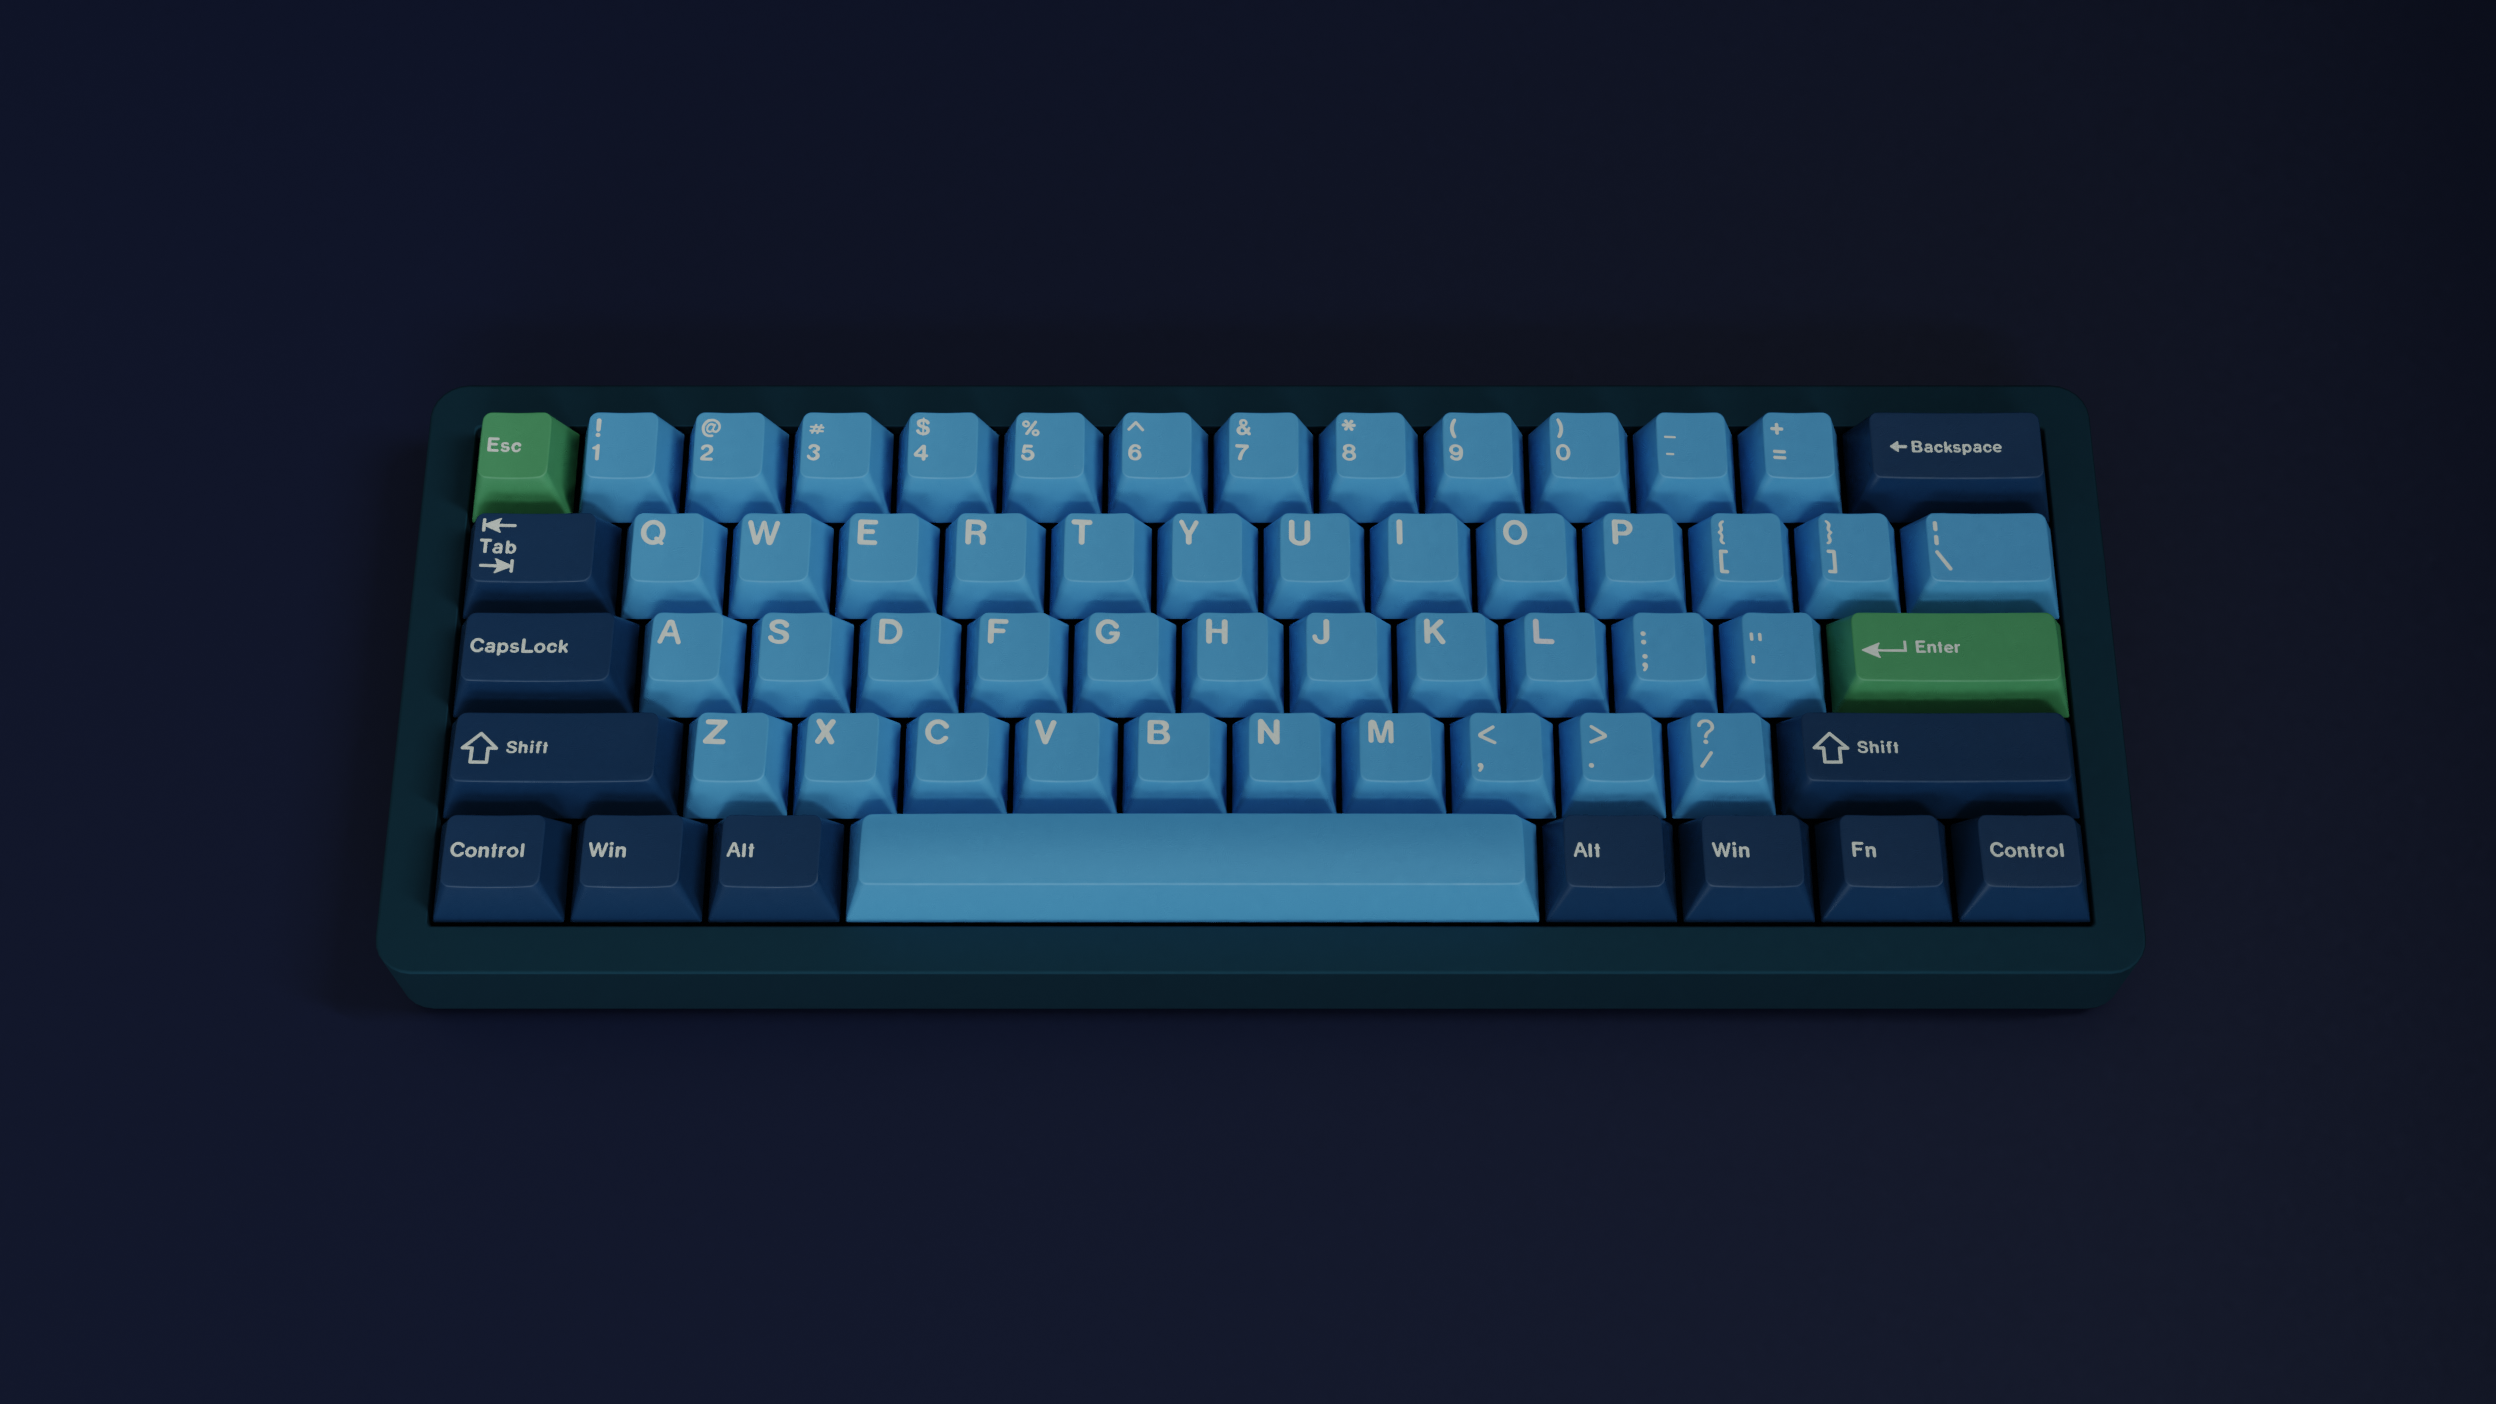 Esc ! 1 @ 2 # 3 $ 4 % 5 ^ 6 & 7 * 8 ( 9 ) 0 _ - + = ← Backspace
Tab Q W E R T Y U I O P { [ } ] | \
CapsLock A S D F G H J K L : ; " ' Enter
Shift Z X C V B N M < , > . ? / Shift
Control Win Alt Alt Win Fn Control